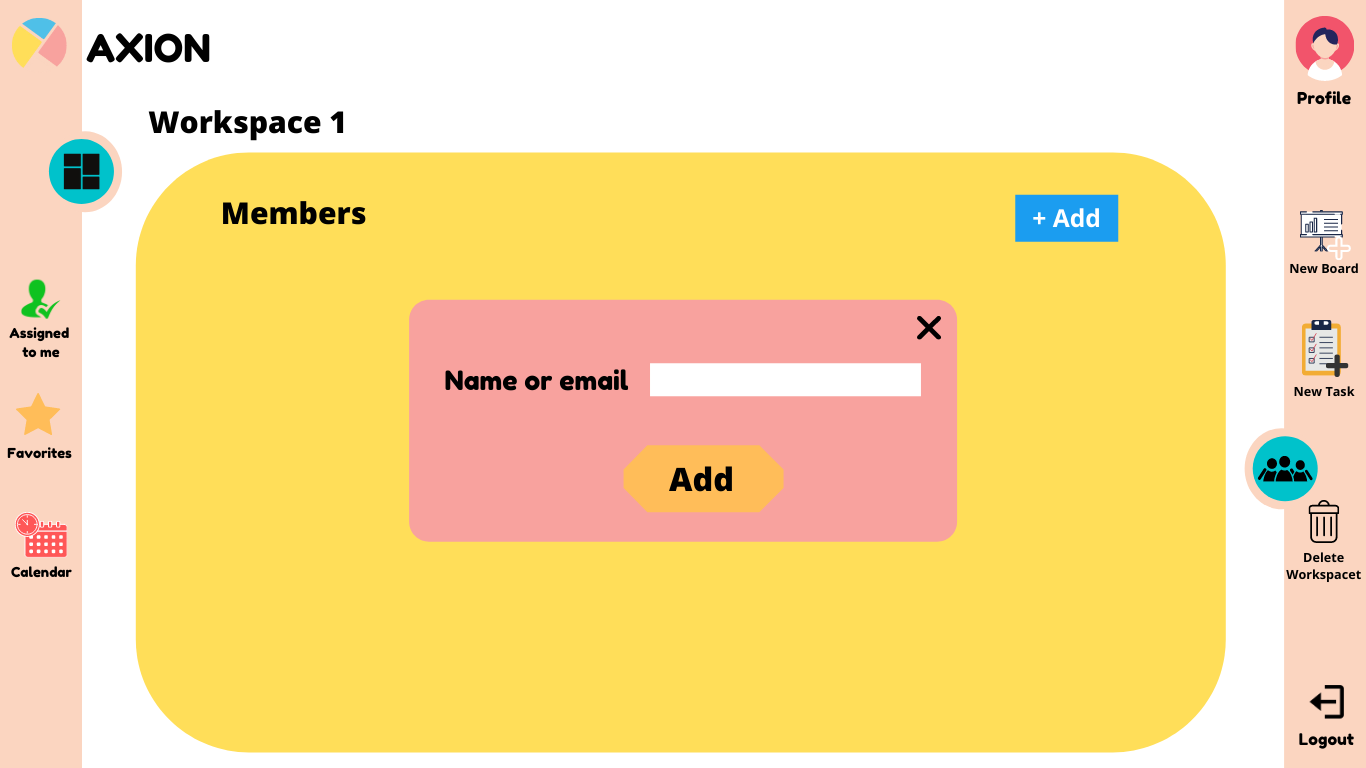 AXION
Profile
Workspace 1
Members
+ Add
New Board
Assigned
to me
Name or email
New Task
Favorites
Add
Delete
Workspacet
Calendar
Logout